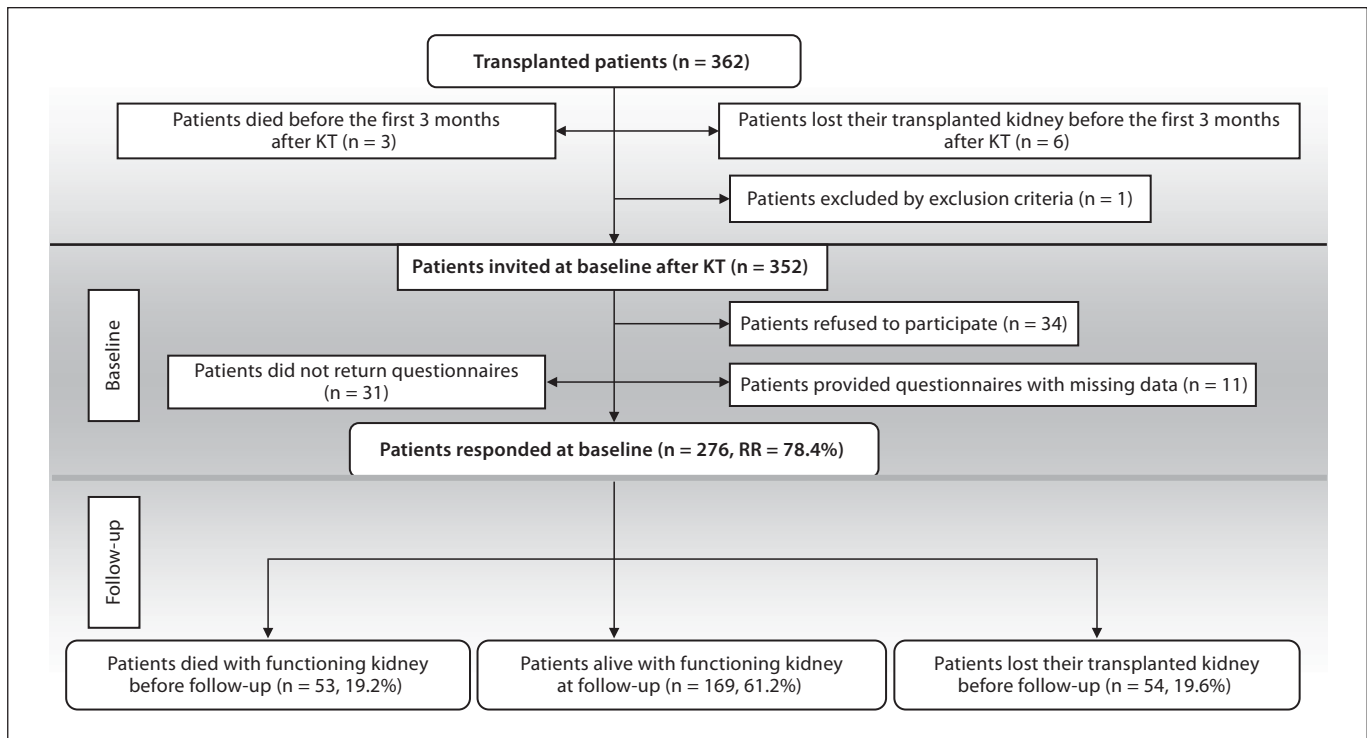 Transplanted patients (n = 362)
Patients died before the first 3 months
after KT (n = 3)
Patients lost their transplanted kidney before the first 3 months
after KT (n = 6)
Patients excluded by exclusion criteria (n = 1)
Patients invited at baseline after KT (n = 352)
Baseline
Patients refused to participate (n = 34)
Patients did not return questionnaires
(n = 31)
Patients provided questionnaires with missing data (n = 11)
Patients responded at baseline (n = 276, RR = 78.4%)
Follow-up
Patients died with functioning kidney
before follow-up (n = 53, 19.2%)
Patients alive with functioning kidney
at follow-up (n = 169, 61.2%)
Patients lost their transplanted kidney
before follow-up (n = 54, 19.6%)